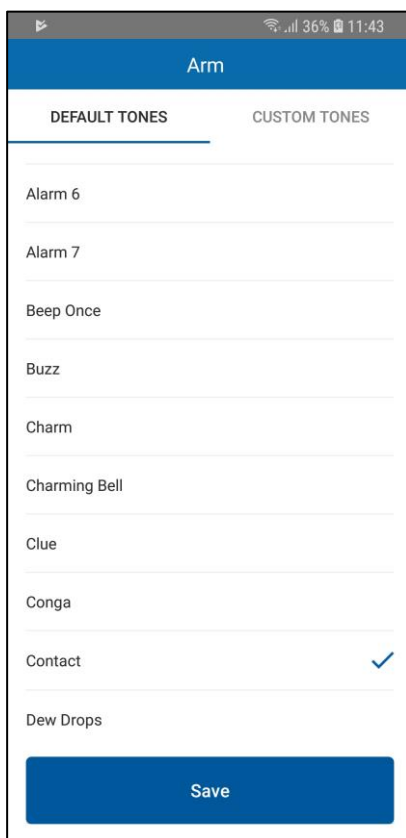 36% 11:43
Arm
DEFAULT TONES CUSTOM TONES
Alarm 6
Alarm 7
Beep Once
Buzz
Charm
Charming Bell
Clue
Conga
Contact
Dew Drops
Save